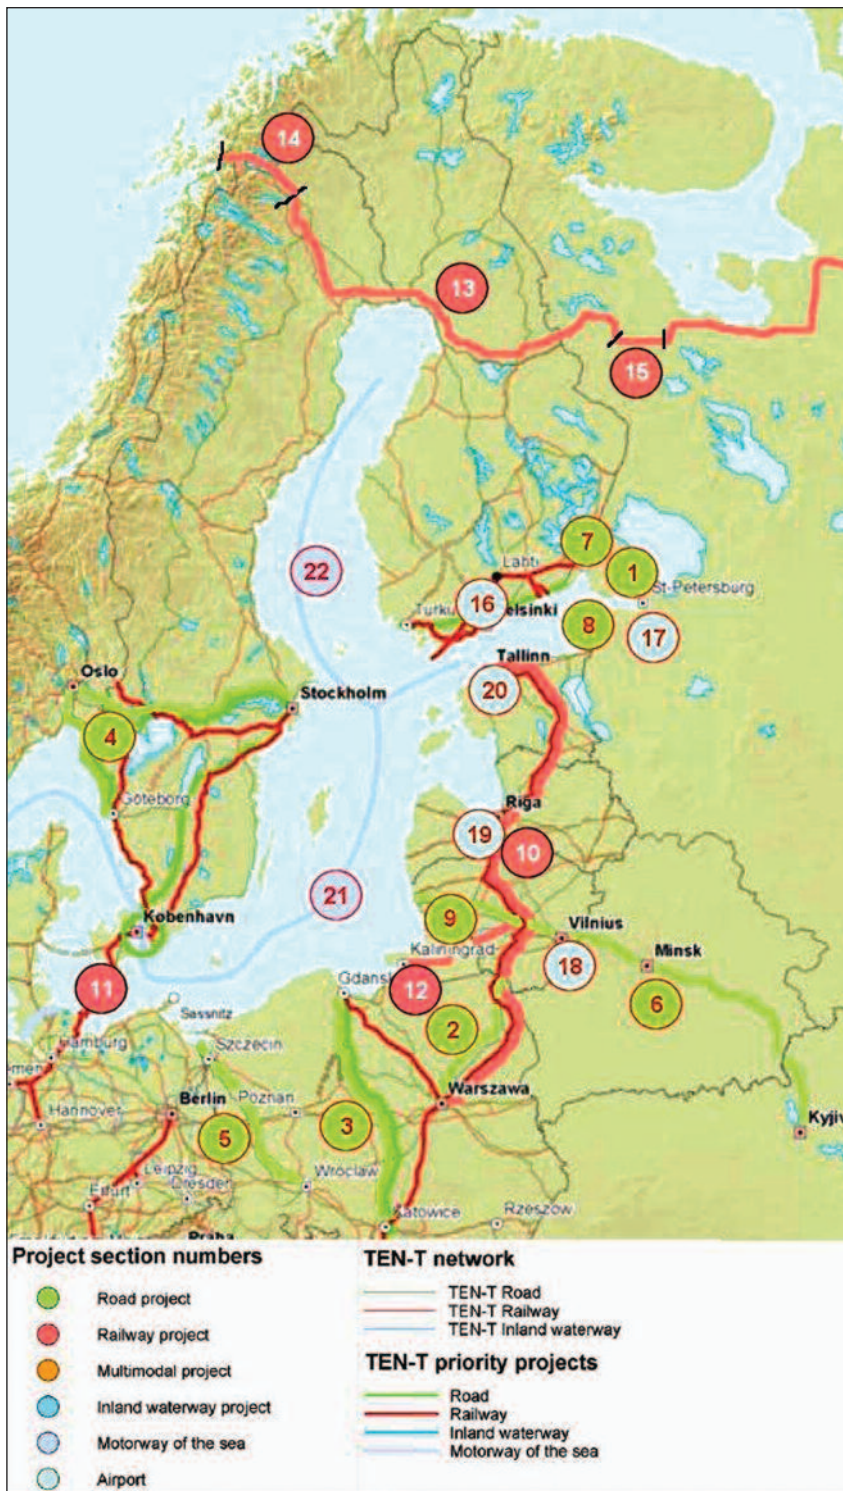 14
13
15
7
Lahti
1
St-Petersburg
22
16
Turku
elsinki
8
17
Oslo
Tallinn
Stockholm
20
4
Göteborg
Riga
19
10
21
København
9
Vilnius
Kaliningrad
Minsk
18
11
Gdansk
12
Sassnitz
6
2
Hamburg
Szczecin
emen
Berlin
Poznan
Warszawa
Hannover
3
5
Kyjiv
Leipzig
Wroclaw
Dresden
Erfurt
Katowice
Rzeszow
Praha
Project section numbers
Road project
Railway project
Multimodal project
Inland waterway project
Motorway of the sea
Airport
TEN-T network
TEN-T Road
TEN-T Railway
TEN-T Inland waterway
TEN-T priority projects
Road
Railway
Inland waterway
Motorway of the sea